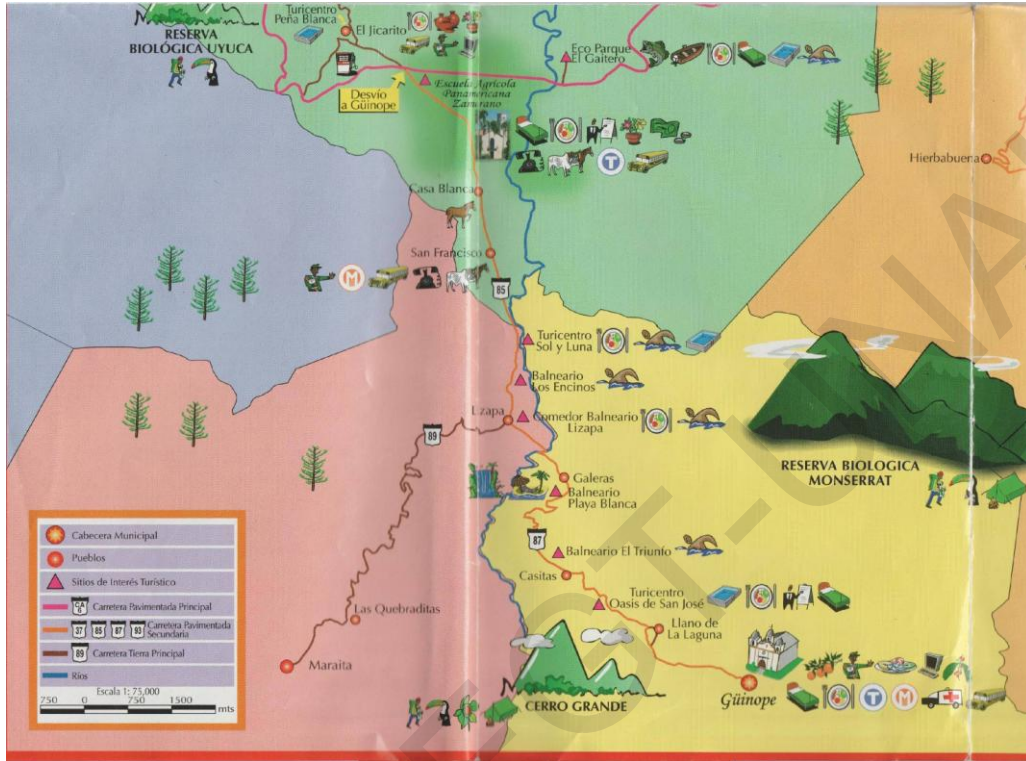 Turicentro
Peña Blanca
El Jicarito
RESERVA
BIOLÓGICA UYUCA
Eco Parque
El Gaitero
Desvío
a Güinope
Escuela Agrícola
Panamericana
Zamorano
Hierbabuena
Casa Blanca
T
San Francisco
M
85
Turicentro
Sol y Luna
Balneario
Los Encinos
Lzapa
Comedor Balneario
Lizapa
89
RESERVA BIOLOGICA
MONSERRAT
Galeras
Balneario
Playa Blanca
87
Balneario El Triunfo
Casitas
Turicentro
Oasis de San José
Llano de
La Laguna
Las Quebraditas
Maraita
CERRO GRANDE
Güinope
T M
Cabecera Municipal
Pueblos
Sitios de Interés Turístico
CA 6 Carretera Pavimentada Principal
37 85 87 93 Carretera Pavimentada
Secundaria
89 Carretera Tierra Principal
Ríos
Escala 1: 75,000
750 0 750 1500 mts